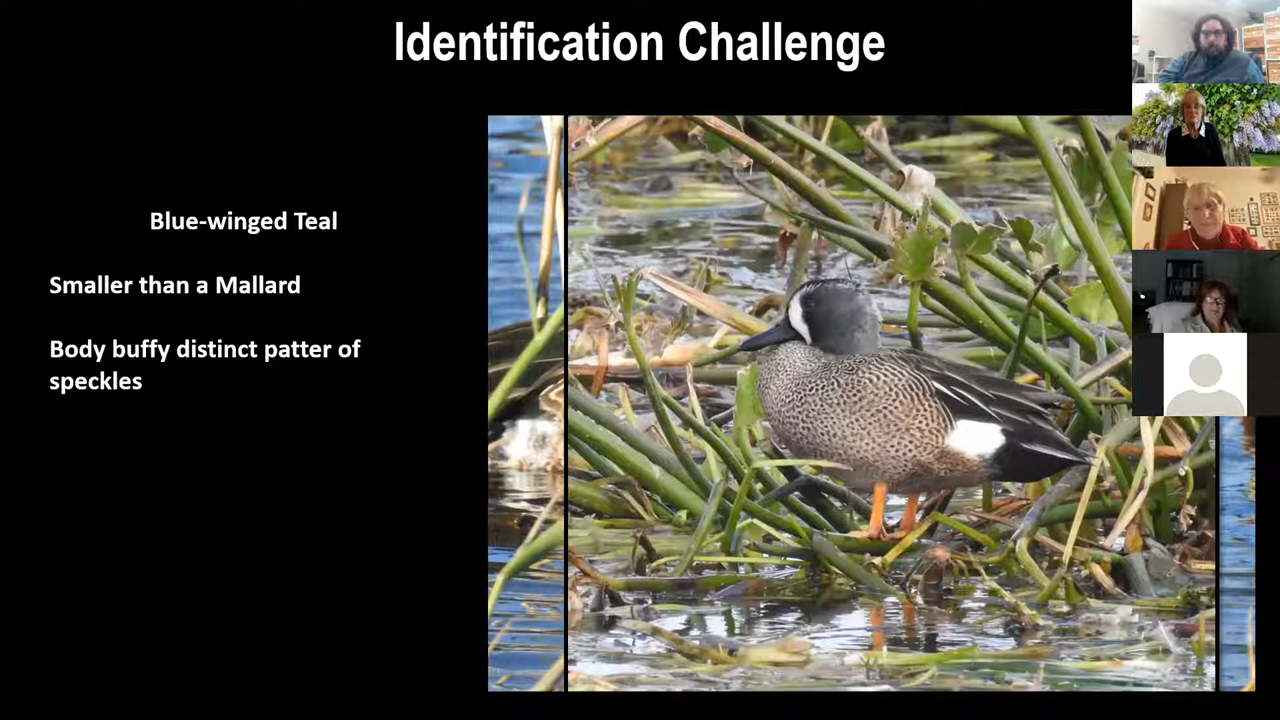 Identification Challenge
Blue-winged Teal
Smaller than a Mallard
Body buffy distinct patter of
speckles